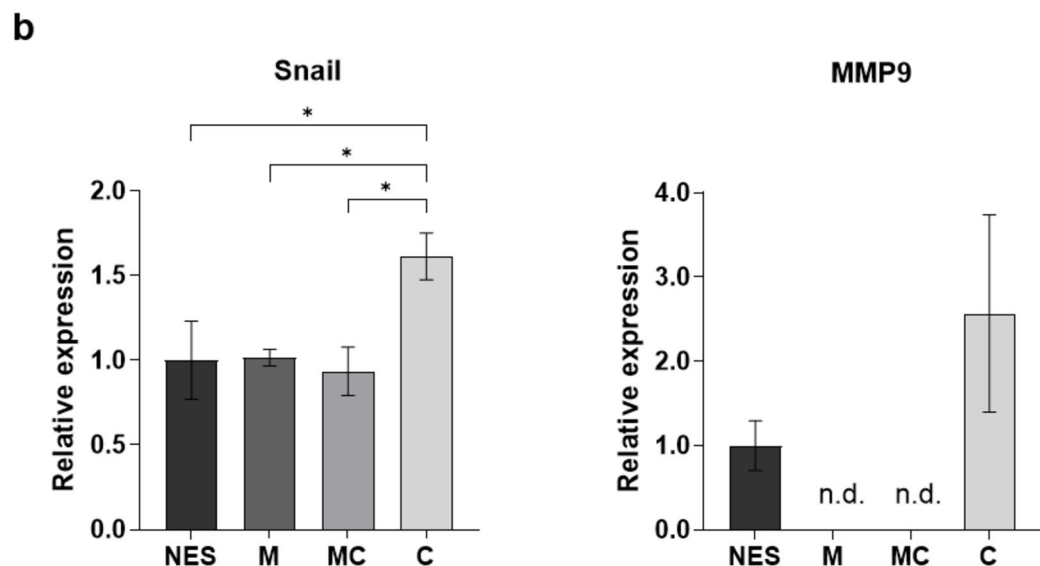 b
Snail
*
*
*
Relative expression
2.0
1.5
1.0
0.5
0.0
NES M MC C
MMP9
Relative expression
4.0
3.0
2.0
1.0
0.0
n.d. n.d.
NES M MC C